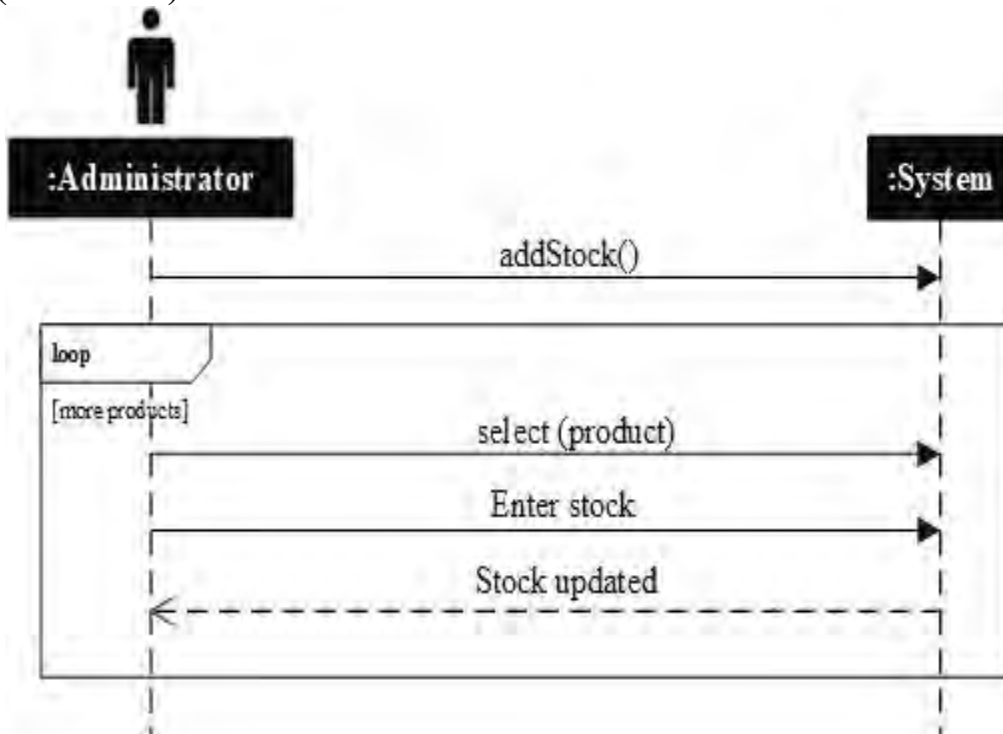 :Administrator
:System
addStock()
loop
[more products]
select (product)
Enter stock
Stock updated